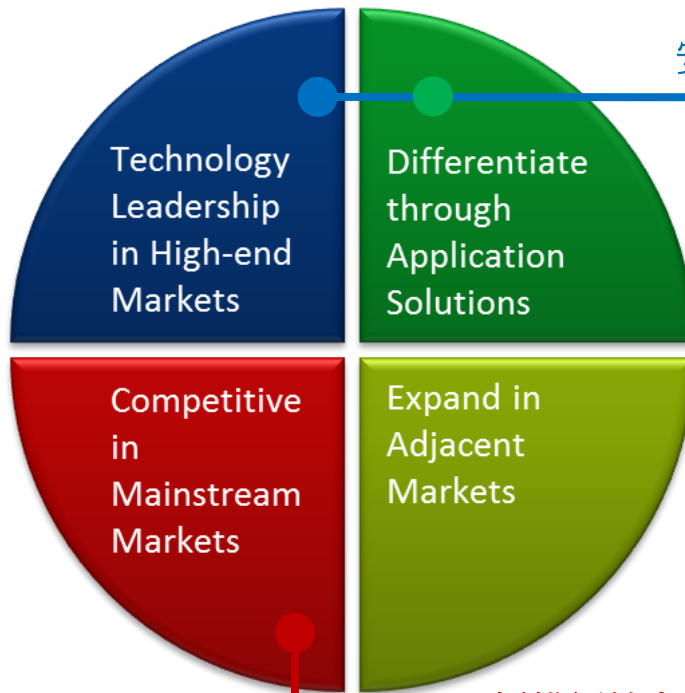 Technology
Leadership
in High-end
Markets
Differentiate
through
Application
Solutions
Competitive
in
Mainstream
Markets
Expand in
Adjacent
Markets